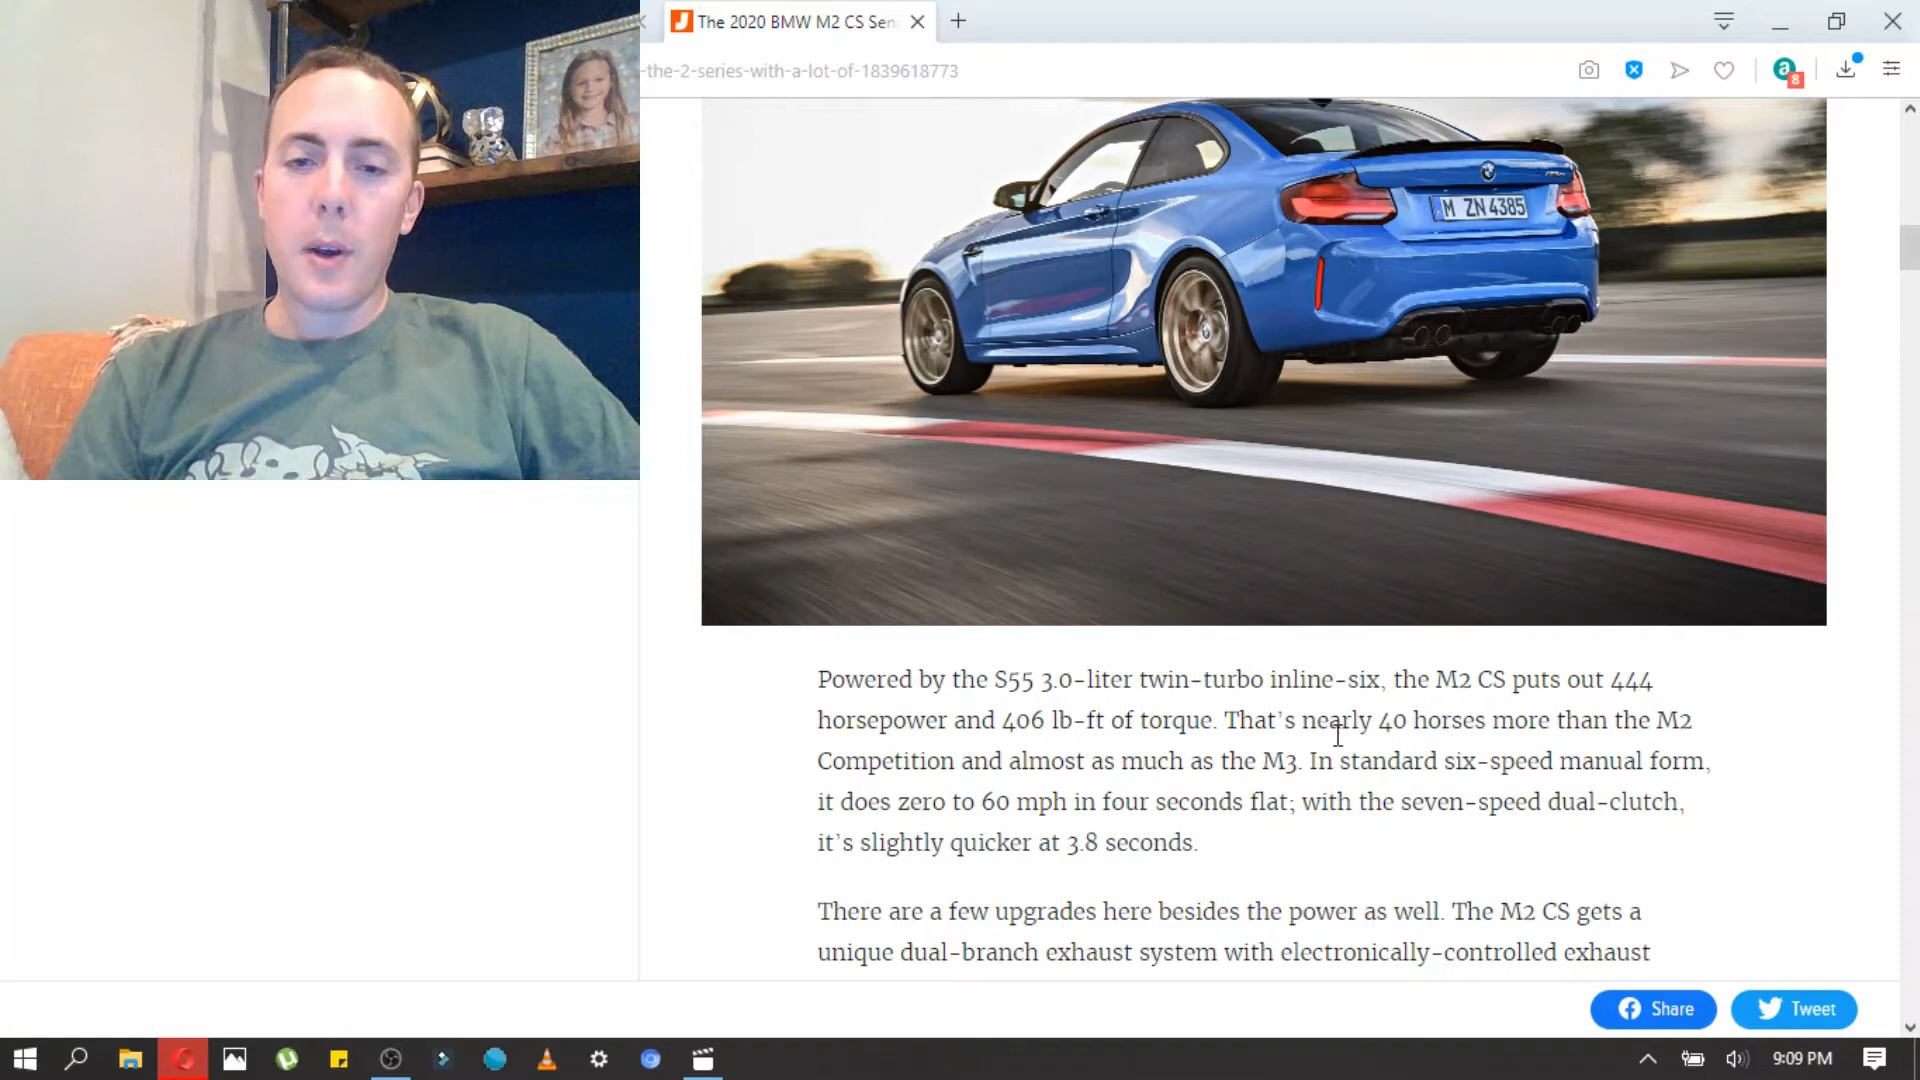 The 2020 BMW M2 CS Sen
-the-2-series-with-a-lot-of-1839618773
8
M ZN 4385
Powered by the S55 3.0-liter twin-turbo inline-six, the M2 CS puts out 444
horsepower and 406 lb-ft of torque. That's nearly 40 horses more than the M2
Competition and almost as much as the M3. In standard six-speed manual form,
it does zero to 60 mph in four seconds flat; with the seven-speed dual-clutch,
it's slightly quicker at 3.8 seconds.
There are a few upgrades here besides the power as well. The M2 CS gets a
unique dual-branch exhaust system with electronically-controlled exhaust
Share
Tweet
9:09 PM